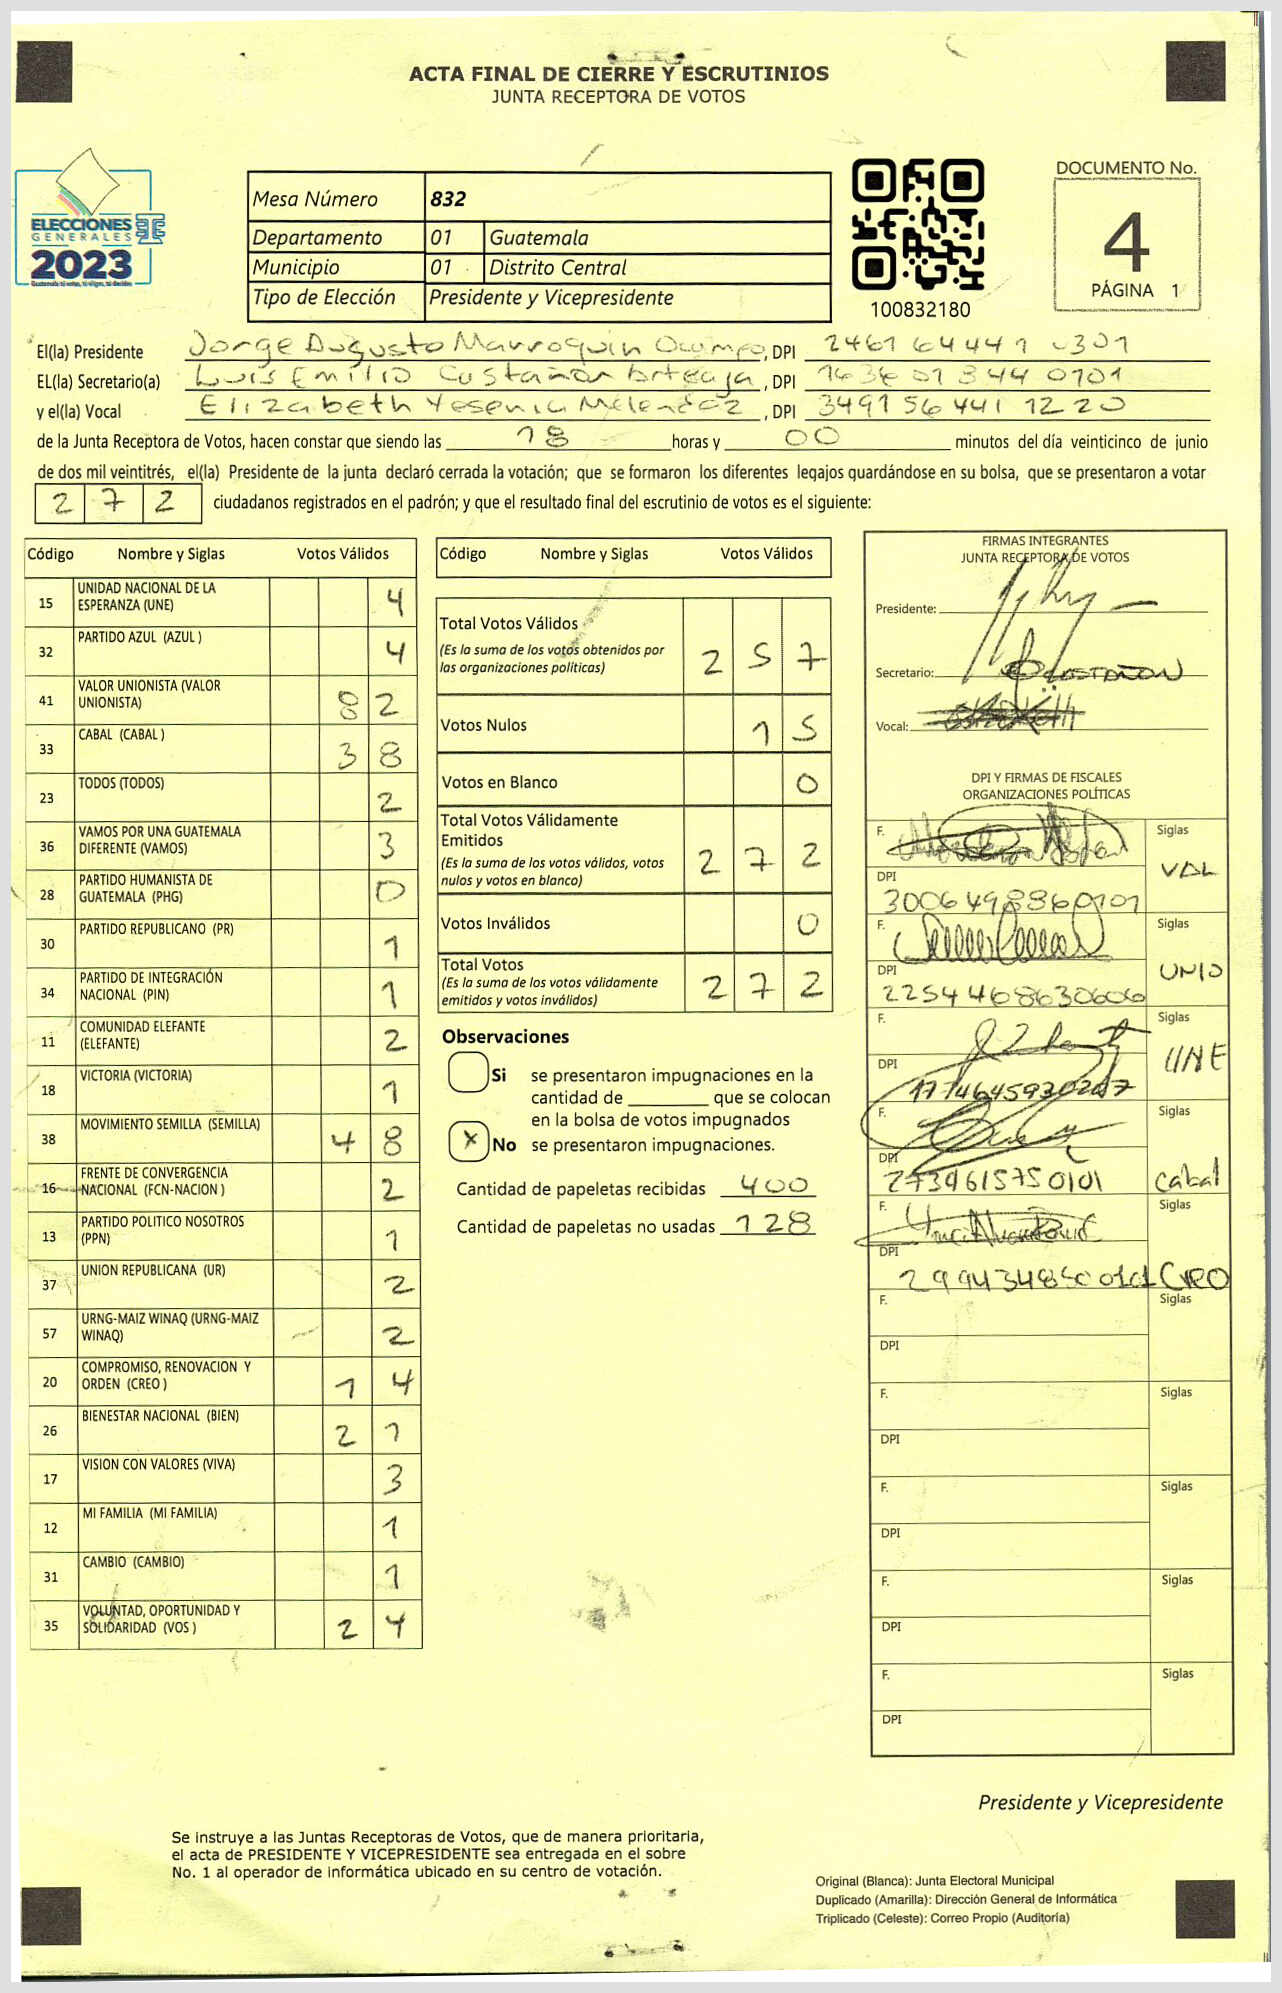 ACTA FINAL DE CIERRE Y ESCRUTINIOS
JUNTA RECEPTORA DE VOTOS
ELECCIONES
GENERALES
2023
Mesa Número 832
Departamento 01 Guatemala
Municipio 01 Distrito Central
Tipo de Elección Presidente y Vicepresidente
100832180
DOCUMENTO No.
4
PÁGINA 1
El(la) Presidente Jorge Augusto Marroquin Ocampo, DPI 2461 64441 0301
EL(la) Secretario(a) Luis Emilio Castañon Arteaga, DPI 1636 01344 0101
y el(la) Vocal Elizabeth Yesenia Melendez, DPI 3491 56441 1220
de la Junta Receptora de Votos, hacen constar que siendo las 18 horas y 00 minutos del día veinticinco de junio
de dos mil veintitrés, el(la) Presidente de la junta declaró cerrada la votación; que se formaron los diferentes legajos quardándose en su bolsa, que se presentaron a votar
272 ciudadanos registrados en el padrón; y que el resultado final del escrutinio de votos es el siguiente:
Código Nombre y Siglas Votos Válidos
15 UNIDAD NACIONAL DE LA ESPERANZA (UNE) 4
32 PARTIDO AZUL (AZUL ) 4
41 VALOR UNIONISTA (VALOR UNIONISTA) 82
33 CABAL (CABAL ) 38
23 TODOS (TODOS) 2
36 VAMOS POR UNA GUATEMALA DIFERENTE (VAMOS) 3
28 PARTIDO HUMANISTA DE GUATEMALA (PHG) 0
30 PARTIDO REPUBLICANO (PR) 1
34 PARTIDO DE INTEGRACIÓN NACIONAL (PIN) 1
11 COMUNIDAD ELEFANTE (ELEFANTE) 2
18 VICTORIA (VICTORIA) 1
38 MOVIMIENTO SEMILLA (SEMILLA) 48
16 FRENTE DE CONVERGENCIA NACIONAL (FCN-NACION ) 2
13 PARTIDO POLITICO NOSOTROS (PPN) 1
37 UNION REPUBLICANA (UR) 2
57 URNG-MAIZ WINAQ (URNG-MAIZ WINAQ) 2
20 COMPROMISO, RENOVACION Y ORDEN (CREO ) 14
26 BIENESTAR NACIONAL (BIEN) 21
17 VISION CON VALORES (VIVA) 3
12 MI FAMILIA (MI FAMILIA) 1
31 CAMBIO (CAMBIO) 1
35 VOLUNTAD, OPORTUNIDAD Y SOLIDARIDAD (VOS ) 24
Código Nombre y Siglas Votos Válidos
Total Votos Válidos 257
(Es la suma de los votos obtenidos por
las organizaciones políticas)
Votos Nulos 15
Votos en Blanco 0
Total Votos Válidamente
Emitidos 272
(Es la suma de los votos válidos, votos
nulos y votos en blanco)
Votos Inválidos 0
Total Votos 272
(Es la suma de los votos válidamente
emitidos y votos inválidos)
Observaciones
Si se presentaron impugnaciones en la
cantidad de ________ que se colocan
en la bolsa de votos impugnados
x No se presentaron impugnaciones.
Cantidad de papeletas recibidas 400
Cantidad de papeletas no usadas 128
FIRMAS INTEGRANTES
JUNTA RECEPTORA DE VOTOS
Presidente:
Secretario:
Vocal:
DPI Y FIRMAS DE FISCALES
ORGANIZACIONES POLÍTICAS
F. Siglas
DPI 3006498860101 VAL
F. Siglas
DPI 2254468630606 UNIO
F. Siglas
DPI 1774645930207 UNE
F. Siglas
DPI 2734615750101 Cabal
F. Siglas
DPI 2994348500101 CREO
F. Siglas
DPI
F. Siglas
DPI
F. Siglas
DPI
F. Siglas
DPI
F. Siglas
DPI
Presidente y Vicepresidente
Se instruye a las Juntas Receptoras de Votos, que de manera prioritaria,
el acta de PRESIDENTE Y VICEPRESIDENTE sea entregada en el sobre
No. 1 al operador de informática ubicado en su centro de votación.
Original (Blanca): Junta Electoral Municipal
Duplicado (Amarilla): Dirección General de Informática
Triplicado (Celeste): Correo Propio (Auditoría)